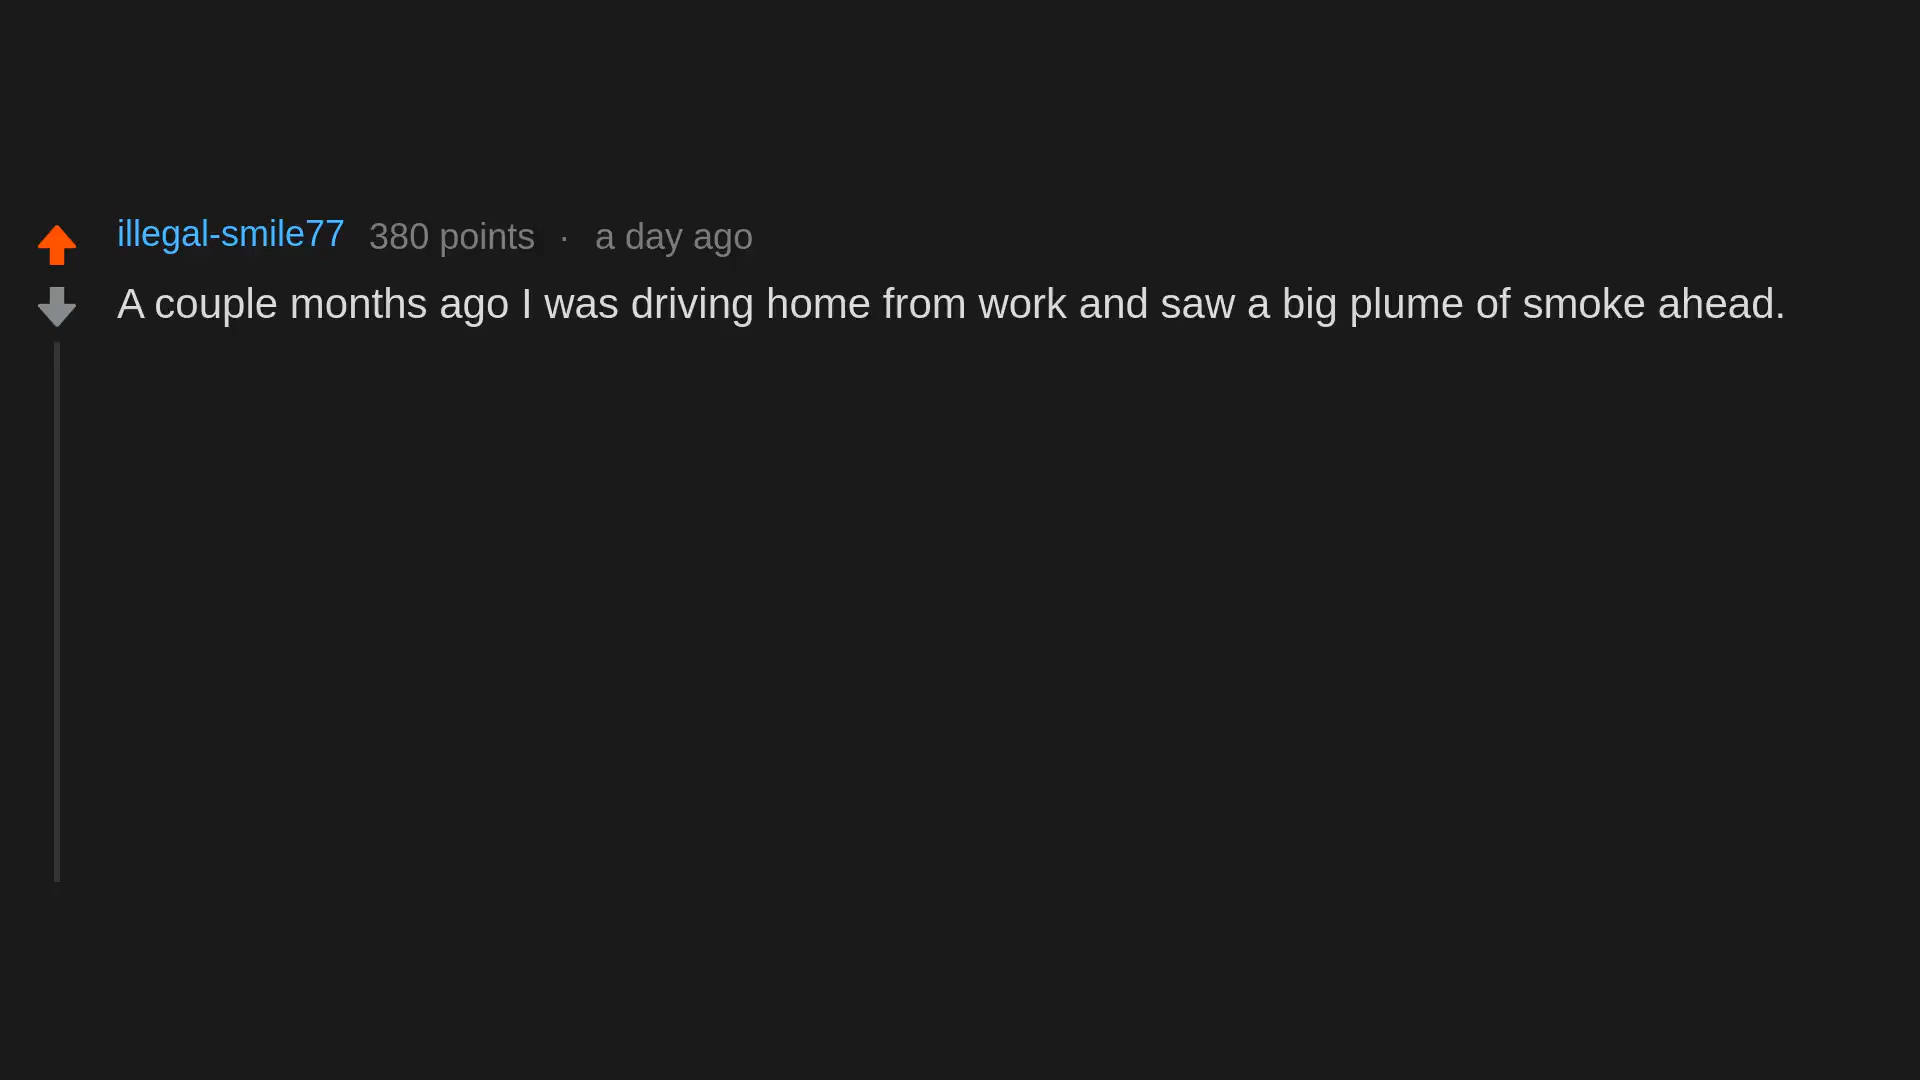 illegal-smile77 380 points · a day ago
A couple months ago I was driving home from work and saw a big plume of smoke ahead.